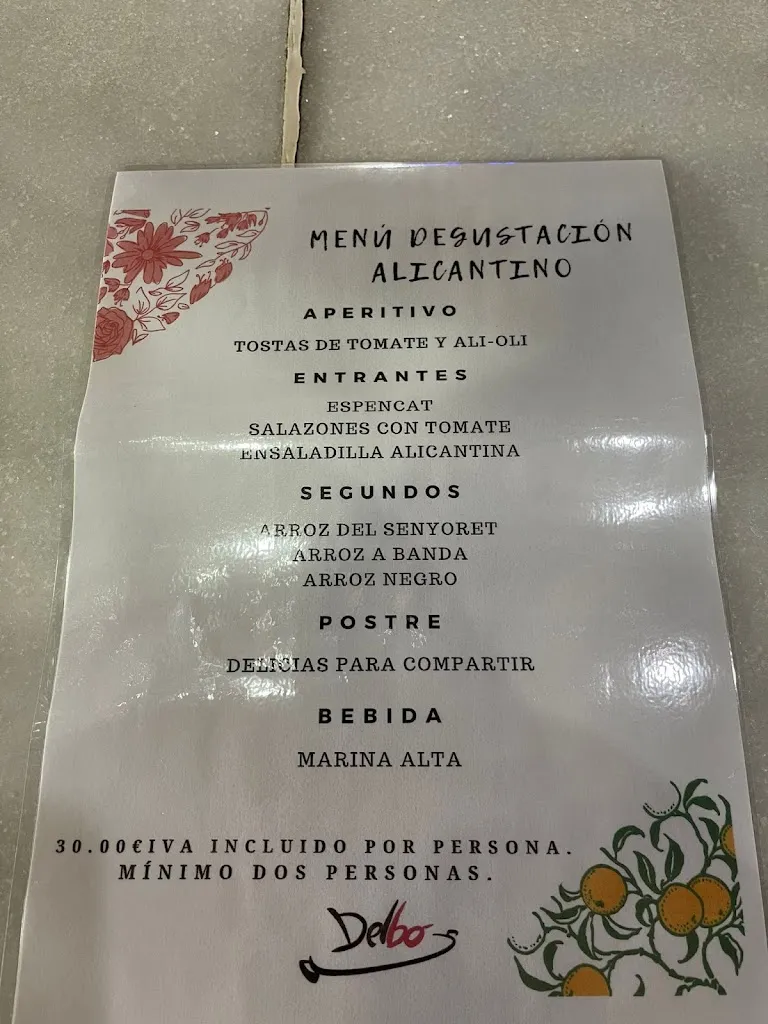 MENÚ DEGUSTACIÓN
ALICANTINO
APERITIVO
TOSTAS DE TOMATE Y ALI-OLI
ENTRANTES
ESPENCAT
SALAZONES CON TOMATE
ENSALADILLA ALICANTINA
SEGUNDOS
ARROZ DEL SENYORET
ARROZ A BANDA
ARROZ NEGRO
POSTRE
DELICIAS PARA COMPARTIR
BEBIDA
MARINA ALTA
30.00€IVA INCLUIDO POR PERSONA.
MÍNIMO DOS PERSONAS.
Delbo